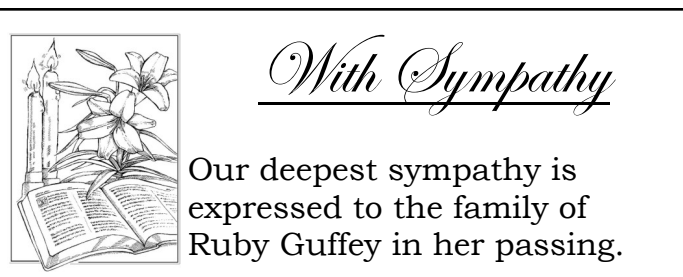 With Sympathy
Our deepest sympathy is
expressed to the family of
Ruby Guffey in her passing.